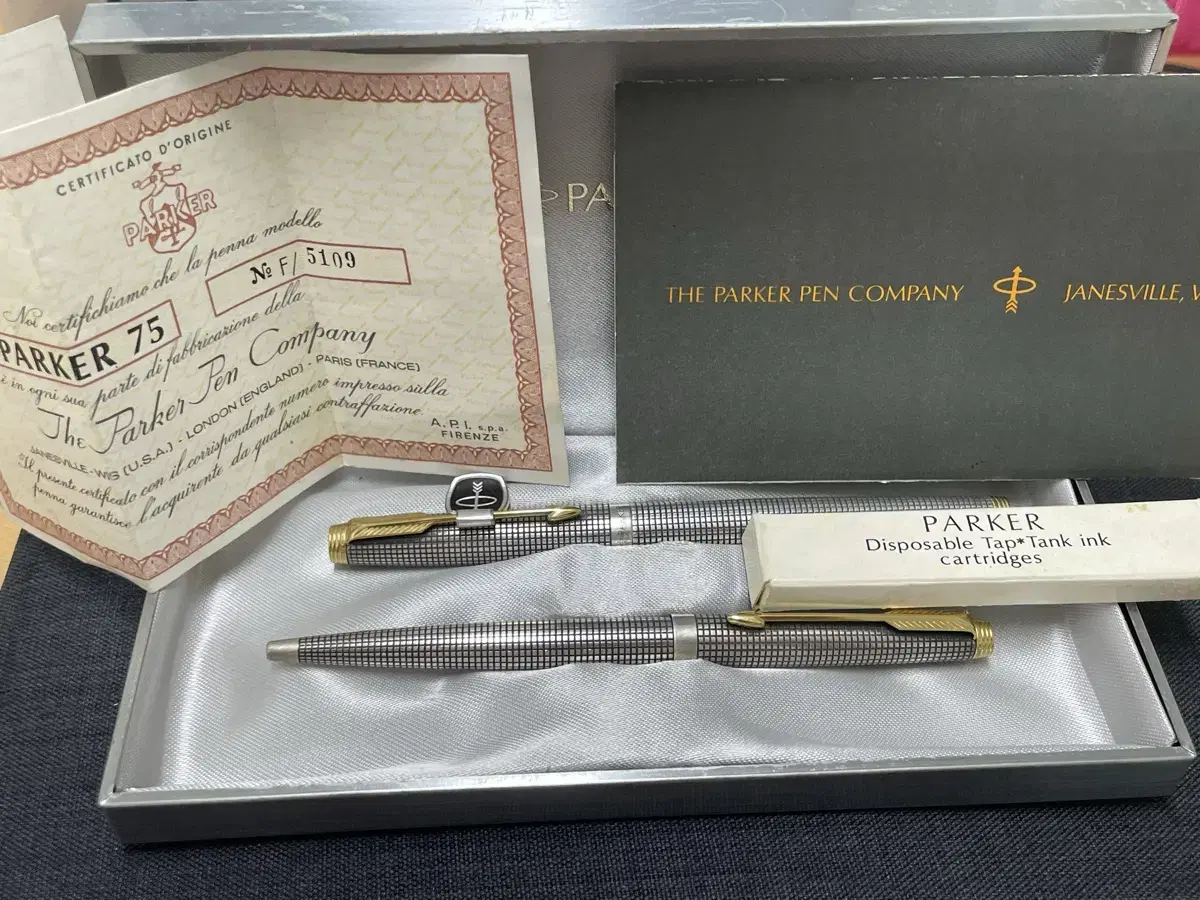 CERTIFICATO D'ORIGINE
PARKER
Noi certifichiamo che la penna modello
PARKER 75
№ F/ 5109
i in ogni sua parte di fabbricazione della
The Parker Pen Company
JANESVILLE-WIS (U.S.A.) - LONDON (ENGLAND) - PARIS (FRANCE)
Il presente certificato con il corrispondente numero impresso sulla
penna garantisce l'acquirente da qualsiasi contraffazione.
A.P.I. s.p.a.
FIRENZE
PA
THE PARKER PEN COMPANY JANESVILLE, W
PARKER
Disposable Tap*Tank ink
cartridges